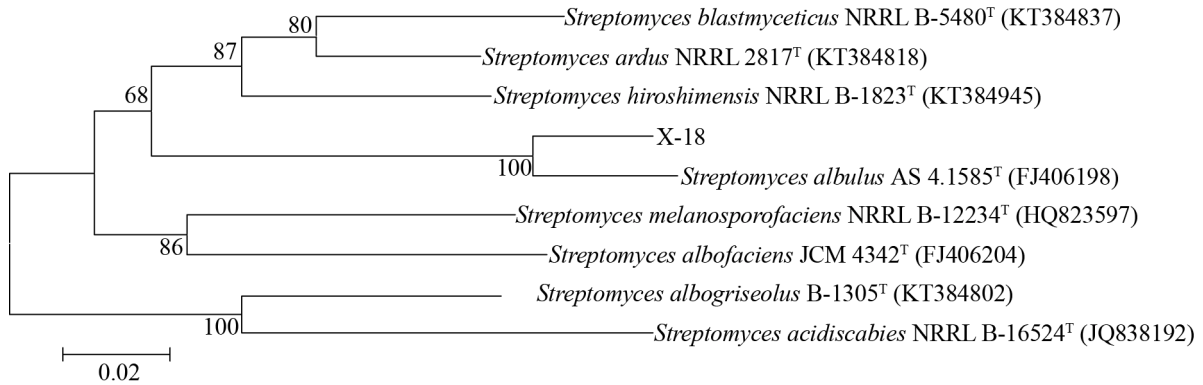 80
Streptomyces blastmyceticus NRRL B-5480ᵀ (KT384837)
87
Streptomyces ardus NRRL 2817ᵀ (KT384818)
68
Streptomyces hiroshimensis NRRL B-1823ᵀ (KT384945)
X-18
100
Streptomyces albulus AS 4.1585ᵀ (FJ406198)
Streptomyces melanosporofaciens NRRL B-12234ᵀ (HQ823597)
86
Streptomyces albofaciens JCM 4342ᵀ (FJ406204)
Streptomyces albogriseolus B-1305ᵀ (KT384802)
100
Streptomyces acidiscabies NRRL B-16524ᵀ (JQ838192)
0.02